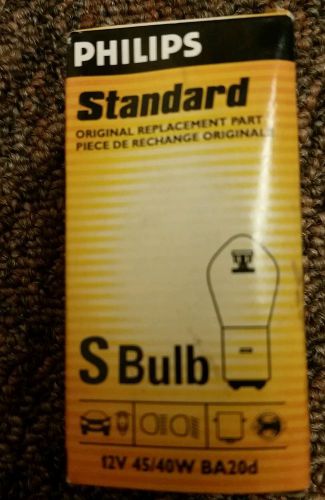 PHILIPS
Standard
ORIGINAL REPLACEMENT PART
PIECE DE RECHANGE ORIGINALE
S Bulb
12V 45/40W BA20d